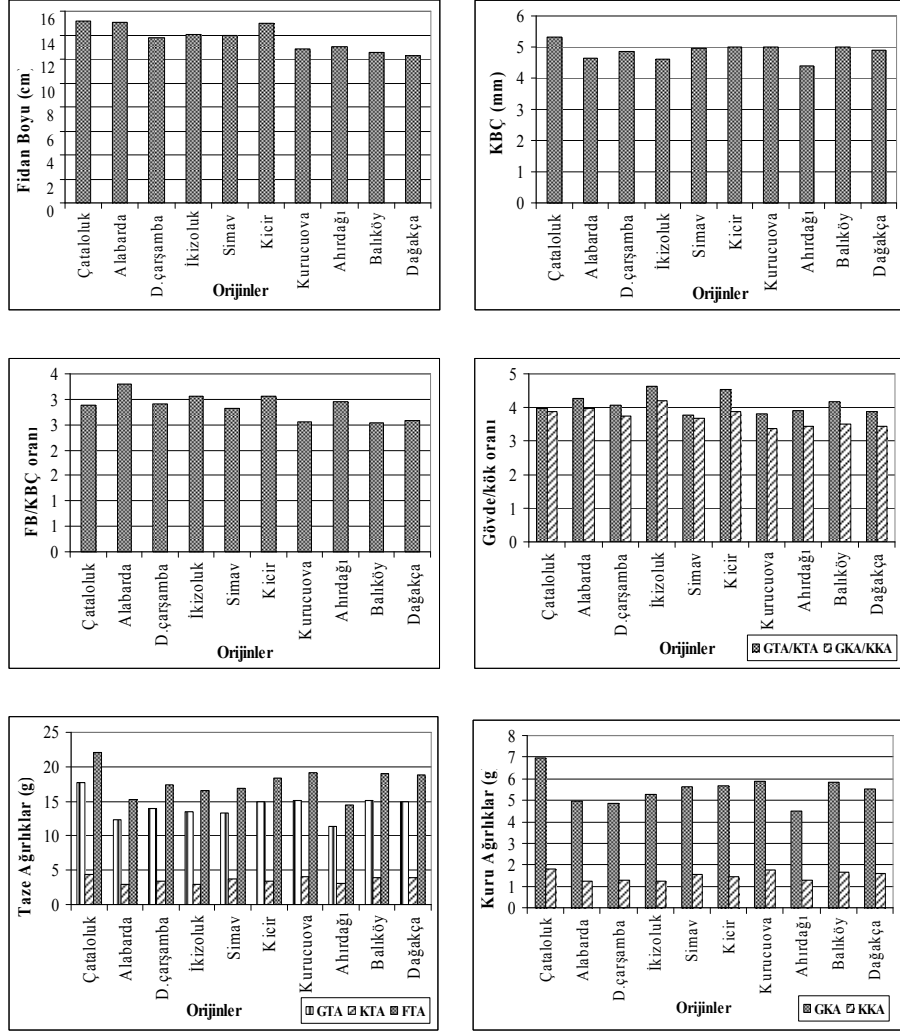 Fidan Boyu (cm)
16
14
12
10
8
6
4
2
0
Çataloluk
Alabarda
D.çarşamba
İkizoluk
Simav
Kicir
Kurucuova
Ahırdağı
Balıköy
Dağakça
Orijinler
KBÇ (mm)
6
5
4
3
2
1
0
Çataloluk
Alabarda
D.çarşamba
İkizoluk
Simav
Kicir
Kurucuova
Ahırdağı
Balıköy
Dağakça
Orijinler
FB/KBÇ oranı
4
3
3
2
2
1
1
0
Çataloluk
Alabarda
D.çarşamba
İkizoluk
Simav
Kicir
Kurucuova
Ahırdağı
Balıköy
Dağakça
Orijinler
Gövde/kök oranı
5
4
3
2
1
0
Çataloluk
Alabarda
D.çarşamba
İkizoluk
Simav
Kicir
Kurucuova
Ahırdağı
Balıköy
Dağakça
Orijinler
GTA/KTA GKA/KKA
Taze Ağırlıklar (g)
25
20
15
10
5
0
Çataloluk
Alabarda
D.çarşamba
İkizoluk
Simav
Kicir
Kurucuova
Ahırdağı
Balıköy
Dağakça
Orijinler
GTA KTA FTA
Kuru Ağırlıklar (g
8
7
6
5
4
3
2
1
0
Çataloluk
Alabarda
D.çarşamba
İkizoluk
Simav
Kicir
Kurucuova
Ahırdağı
Balıköy
Dağakça
Orijinler
GKA KKA